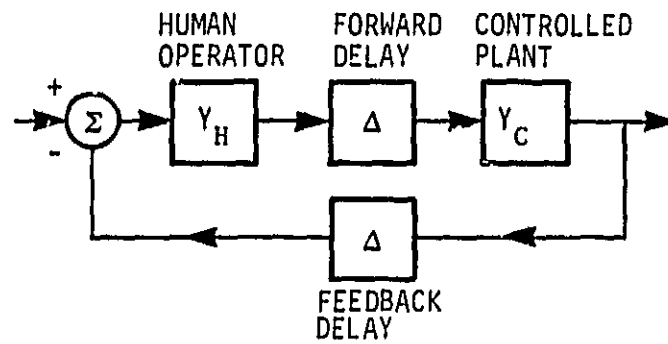 HUMAN
OPERATOR
FORWARD
DELAY
CONTROLLED
PLANT
+
Σ
-
Y_H
Δ
Y_C
Δ
FEEDBACK
DELAY